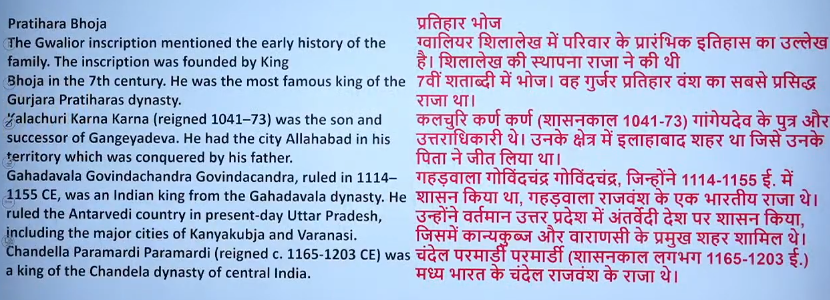 Pratihara Bhoja
The Gwalior inscription mentioned the early history of the
family. The inscription was founded by King
Bhoja in the 7th century. He was the most famous king of the
Gurjara Pratiharas dynasty.
Kalachuri Karna Karna (reigned 1041–73) was the son and
successor of Gangeyadeva. He had the city Allahabad in his
territory which was conquered by his father.
Gahadavala Govindachandra Govindacandra, ruled in 1114–
1155 CE, was an Indian king from the Gahadavala dynasty. He
ruled the Antarvedi country in present-day Uttar Pradesh,
including the major cities of Kanyakubja and Varanasi.
Chandella Paramardi Paramardi (reigned c. 1165-1203 CE) was
a king of the Chandela dynasty of central India.
प्रतिहार भोज
ग्वालियर शिलालेख में परिवार के प्रारंभिक इतिहास का उल्लेख
है। शिलालेख की स्थापना राजा ने की थी
7वीं शताब्दी में भोज। वह गुर्जर प्रतिहार वंश का सबसे प्रसिद्ध
राजा था।
कलचुरि कर्ण कर्ण (शासनकाल 1041-73) गांगेयदेव के पुत्र और
उत्तराधिकारी थे। उनके क्षेत्र में इलाहाबाद शहर था जिसे उनके
पिता ने जीत लिया था।
गहड़वाला गोविंदचंद्र गोविंदचंद्र, जिन्होंने 1114-1155 ई. में
शासन किया था, गहड़वाला राजवंश के एक भारतीय राजा थे।
उन्होंने वर्तमान उत्तर प्रदेश में अंतर्वेदी देश पर शासन किया,
जिसमें कान्यकुब्ज और वाराणसी के प्रमुख शहर शामिल थे।
चंदेल परमार्डी परमार्डी (शासनकाल लगभग 1165-1203 ई.)
मध्य भारत के चंदेल राजवंश के राजा थे।